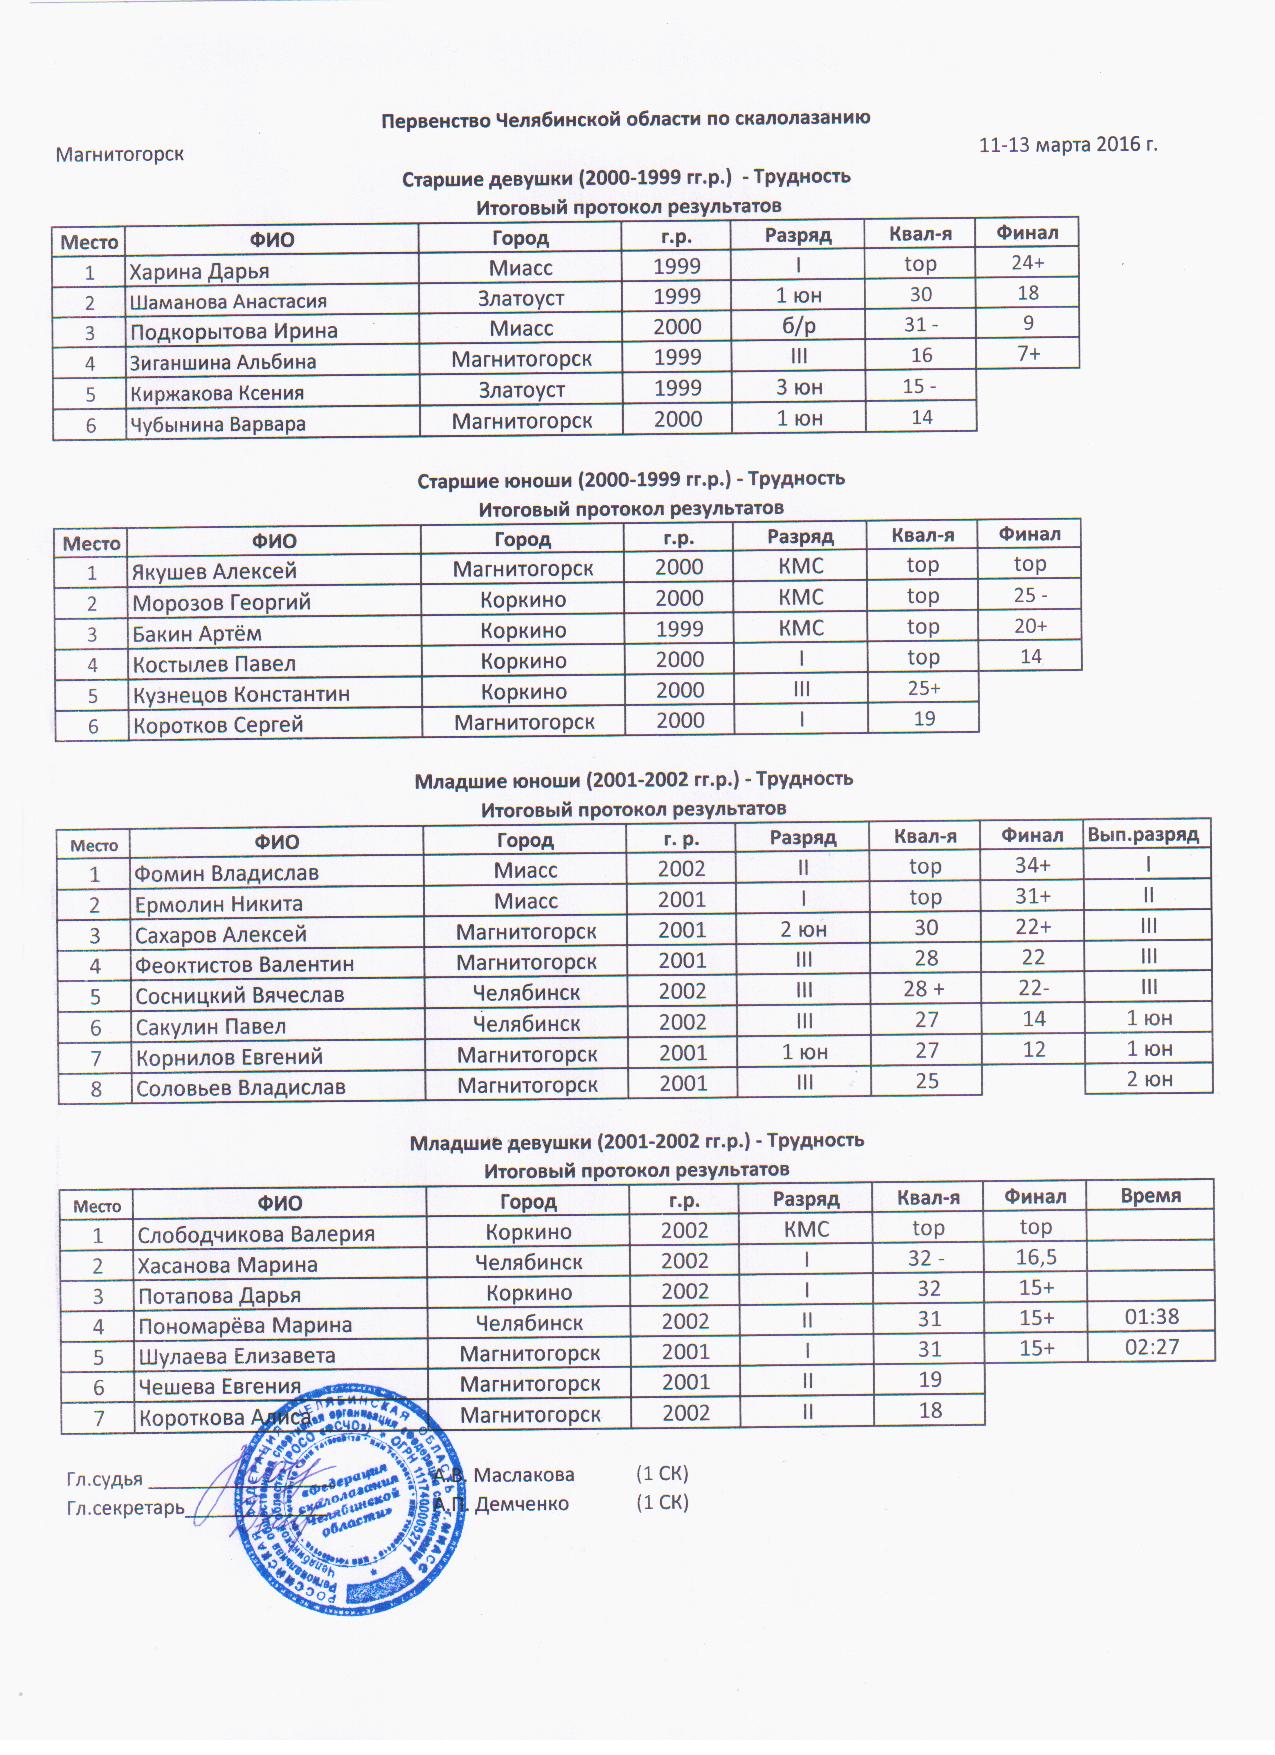 Первенство Челябинской области по скалолазанию
Магнитогорск 11-13 марта 2016 г.
Старшие девушки (2000-1999 гг.р.) - Трудность
Итоговый протокол результатов
Место ФИО Город г.р. Разряд Квал-я Финал
1 Харина Дарья Миасс 1999 I top 24+
2 Шаманова Анастасия Златоуст 1999 1 юн 30 18
3 Подкорытова Ирина Миасс 2000 б/р 31 - 9
4 Зиганшина Альбина Магнитогорск 1999 III 16 7+
5 Киржакова Ксения Златоуст 1999 3 юн 15 -
6 Чубынина Варвара Магнитогорск 2000 1 юн 14
Старшие юноши (2000-1999 гг.р.) - Трудность
Итоговый протокол результатов
Место ФИО Город г.р. Разряд Квал-я Финал
1 Якушев Алексей Магнитогорск 2000 КМС top top
2 Морозов Георгий Коркино 2000 КМС top 25 -
3 Бакин Артём Коркино 1999 КМС top 20+
4 Костылев Павел Коркино 2000 I top 14
5 Кузнецов Константин Коркино 2000 III 25+
6 Коротков Сергей Магнитогорск 2000 I 19
Младшие юноши (2001-2002 гг.р.) - Трудность
Итоговый протокол результатов
Место ФИО Город г. р. Разряд Квал-я Финал Вып.разряд
1 Фомин Владислав Миасс 2002 II top 34+ I
2 Ермолин Никита Миасс 2001 I top 31+ II
3 Сахаров Алексей Магнитогорск 2001 2 юн 30 22+ III
4 Феоктистов Валентин Магнитогорск 2001 III 28 22 III
5 Сосницкий Вячеслав Челябинск 2002 III 28 + 22- III
6 Сакулин Павел Челябинск 2002 III 27 14 1 юн
7 Корнилов Евгений Магнитогорск 2001 1 юн 27 12 1 юн
8 Соловьев Владислав Магнитогорск 2001 III 25 2 юн
Младшие девушки (2001-2002 гг.р.) - Трудность
Итоговый протокол результатов
Место ФИО Город г.р. Разряд Квал-я Финал Время
1 Слободчикова Валерия Коркино 2002 КМС top top
2 Хасанова Марина Челябинск 2002 I 32 - 16,5
3 Потапова Дарья Коркино 2002 I 32 15+
4 Пономарёва Марина Челябинск 2002 II 31 15+ 01:38
5 Шулаева Елизавета Магнитогорск 2001 I 31 15+ 02:27
6 Чешева Евгения Магнитогорск 2001 II 19
7 Короткова Алиса Магнитогорск 2002 II 18
Гл.судья А.В. Маслакова (1 СК)
Гл.секретарь А.П. Демченко (1 СК)
«Федерация
скалолазания
Челябинской
области»